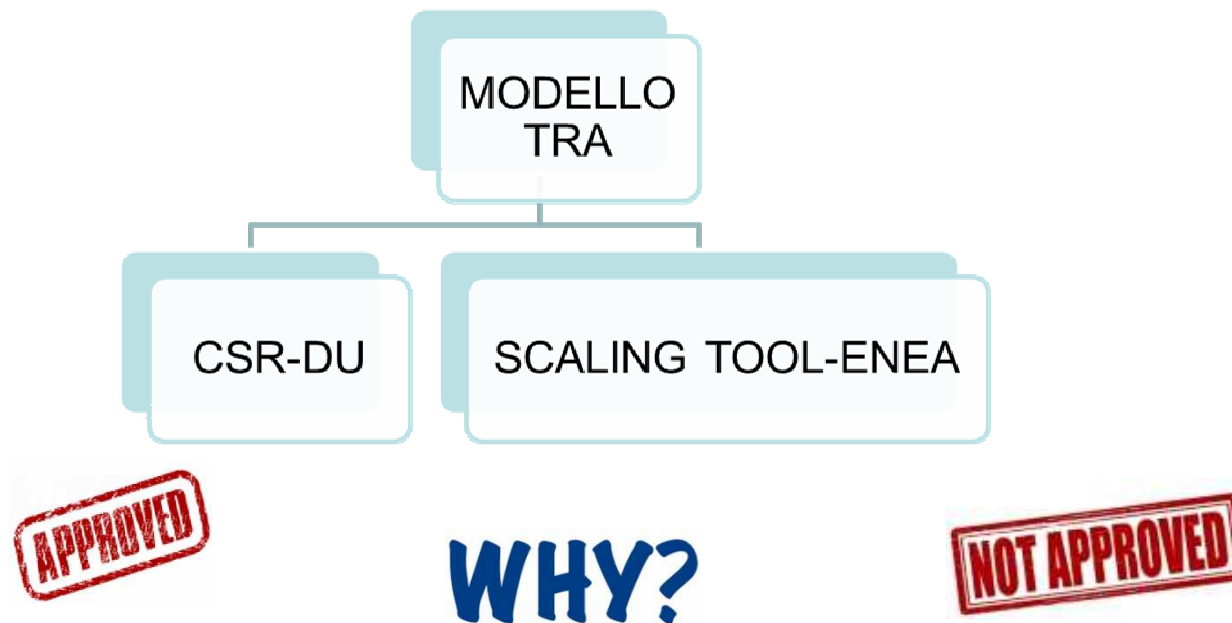 MODELLO
TRA
CSR-DU
SCALING TOOL-ENEA
APPROVED
WHY?
NOT APPROVED